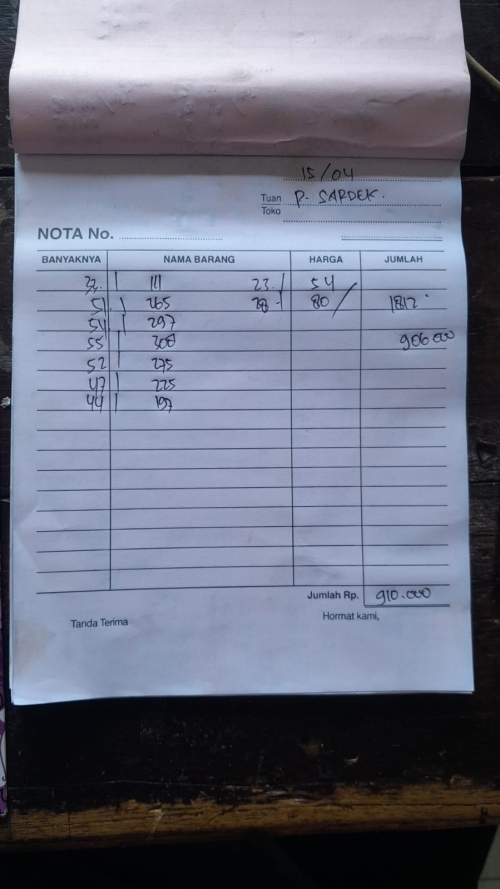 15/04
Tuan P. SARDEK.
Toko
NOTA No.
BANYAKNYA NAMA BARANG HARGA JUMLAH
32. | 111 23 / 54
51. | 265 28 - 80 / 1812
54 | 297
55 308 906.000
52 275
47 | 225
44 | 197
Jumlah Rp. 910.000
Tanda Terima Hormat kami,